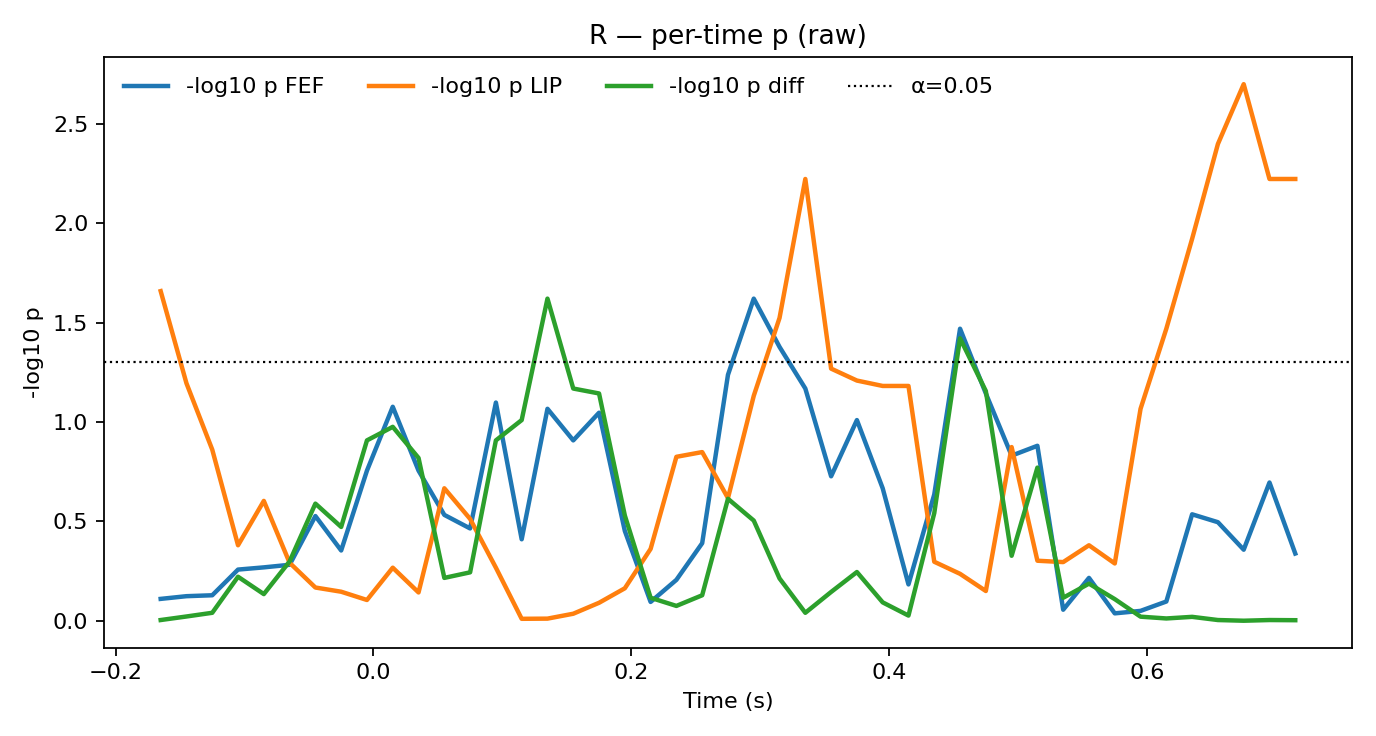 R — per-time p (raw)
-log10 p FEF
-log10 p LIP
-log10 p diff
α=0.05
-log10 p
2.5
2.0
1.5
1.0
0.5
0.0
−0.2
0.0
0.2
0.4
0.6
Time (s)